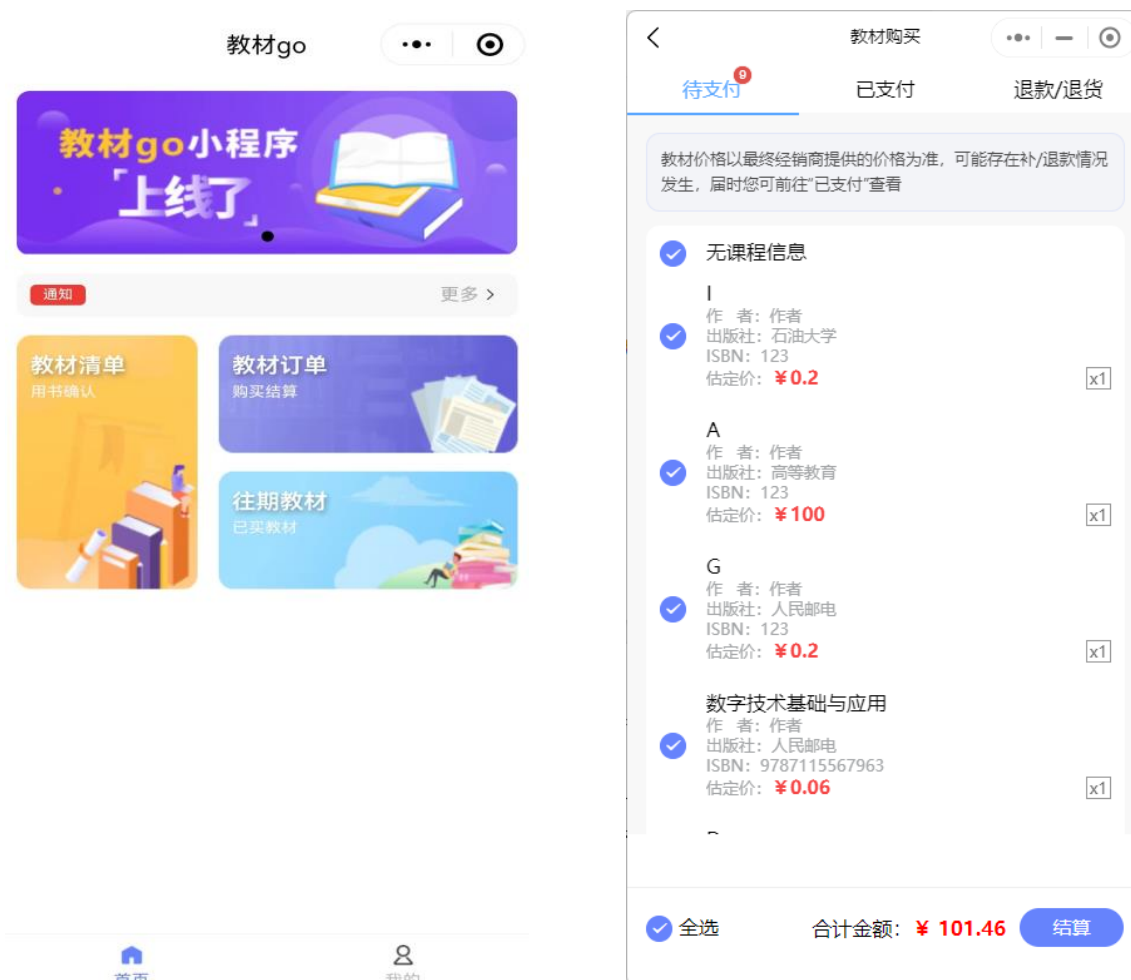 教材go
教材go小程序
「上线了」
通知
更多 >
教材清单
用书确认
教材订单
购买结算
往期教材
已买教材
首页
我的
教材购买
待支付
9
已支付
退款/退货
教材价格以最终经销商提供的价格为准，可能存在补/退款情况
发生，届时您可前往“已支付”查看
无课程信息
I
作 者：作者
出版社：石油大学
ISBN：123
估定价：￥0.2
x1
A
作 者：作者
出版社：高等教育
ISBN：123
估定价：￥100
x1
G
作 者：作者
出版社：人民邮电
ISBN：123
估定价：￥0.2
x1
数字技术基础与应用
作 者：作者
出版社：人民邮电
ISBN：9787115567963
估定价：￥0.06
x1
全选
合计金额：￥ 101.46
结算